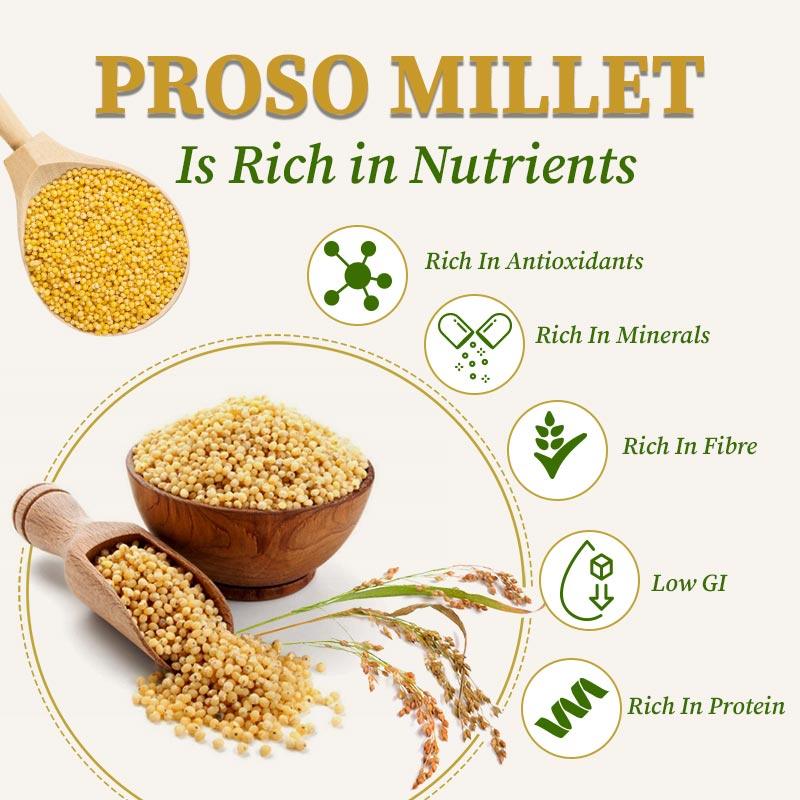 PROSO MILLET
Is Rich in Nutrients
Rich In Antioxidants
Rich In Minerals
Rich In Fibre
Low GI
Rich In Protein